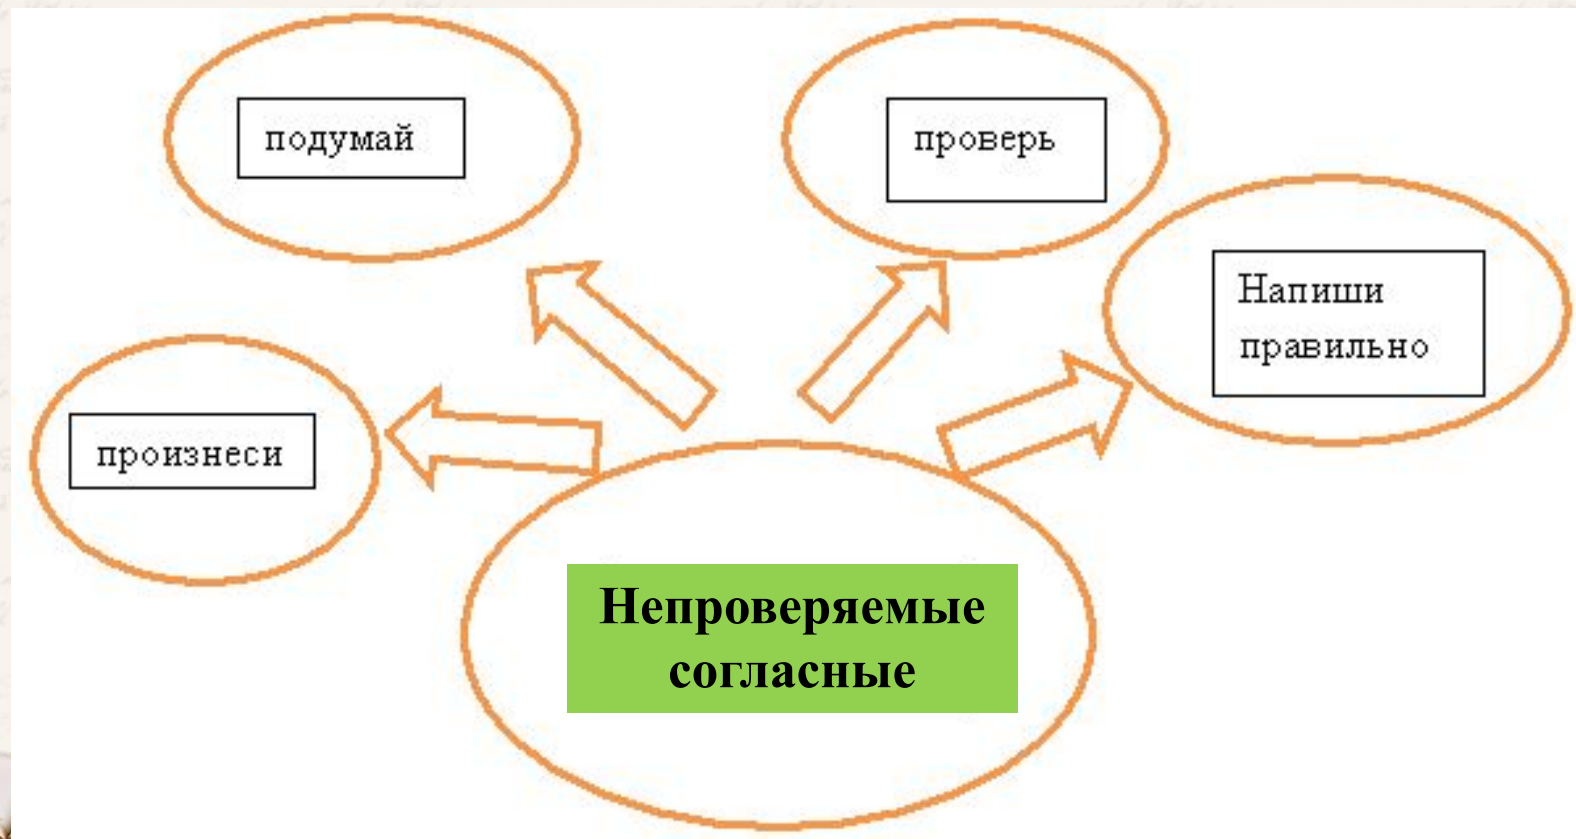 подумай
проверь
Напиши
правильно
произнеси
Непроверяемые
согласные